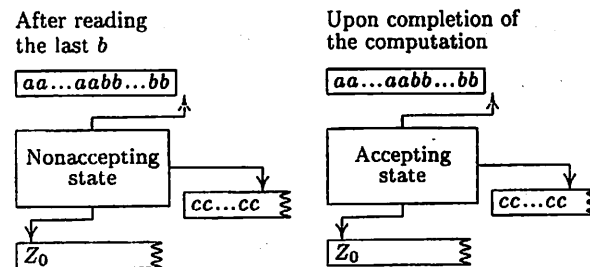 After reading
the last b
aa...aabb...bb
Nonaccepting
state
cc...cc
Z₀
Upon completion of
the computation
aa...aabb...bb
Accepting
state
cc...cc
Z₀